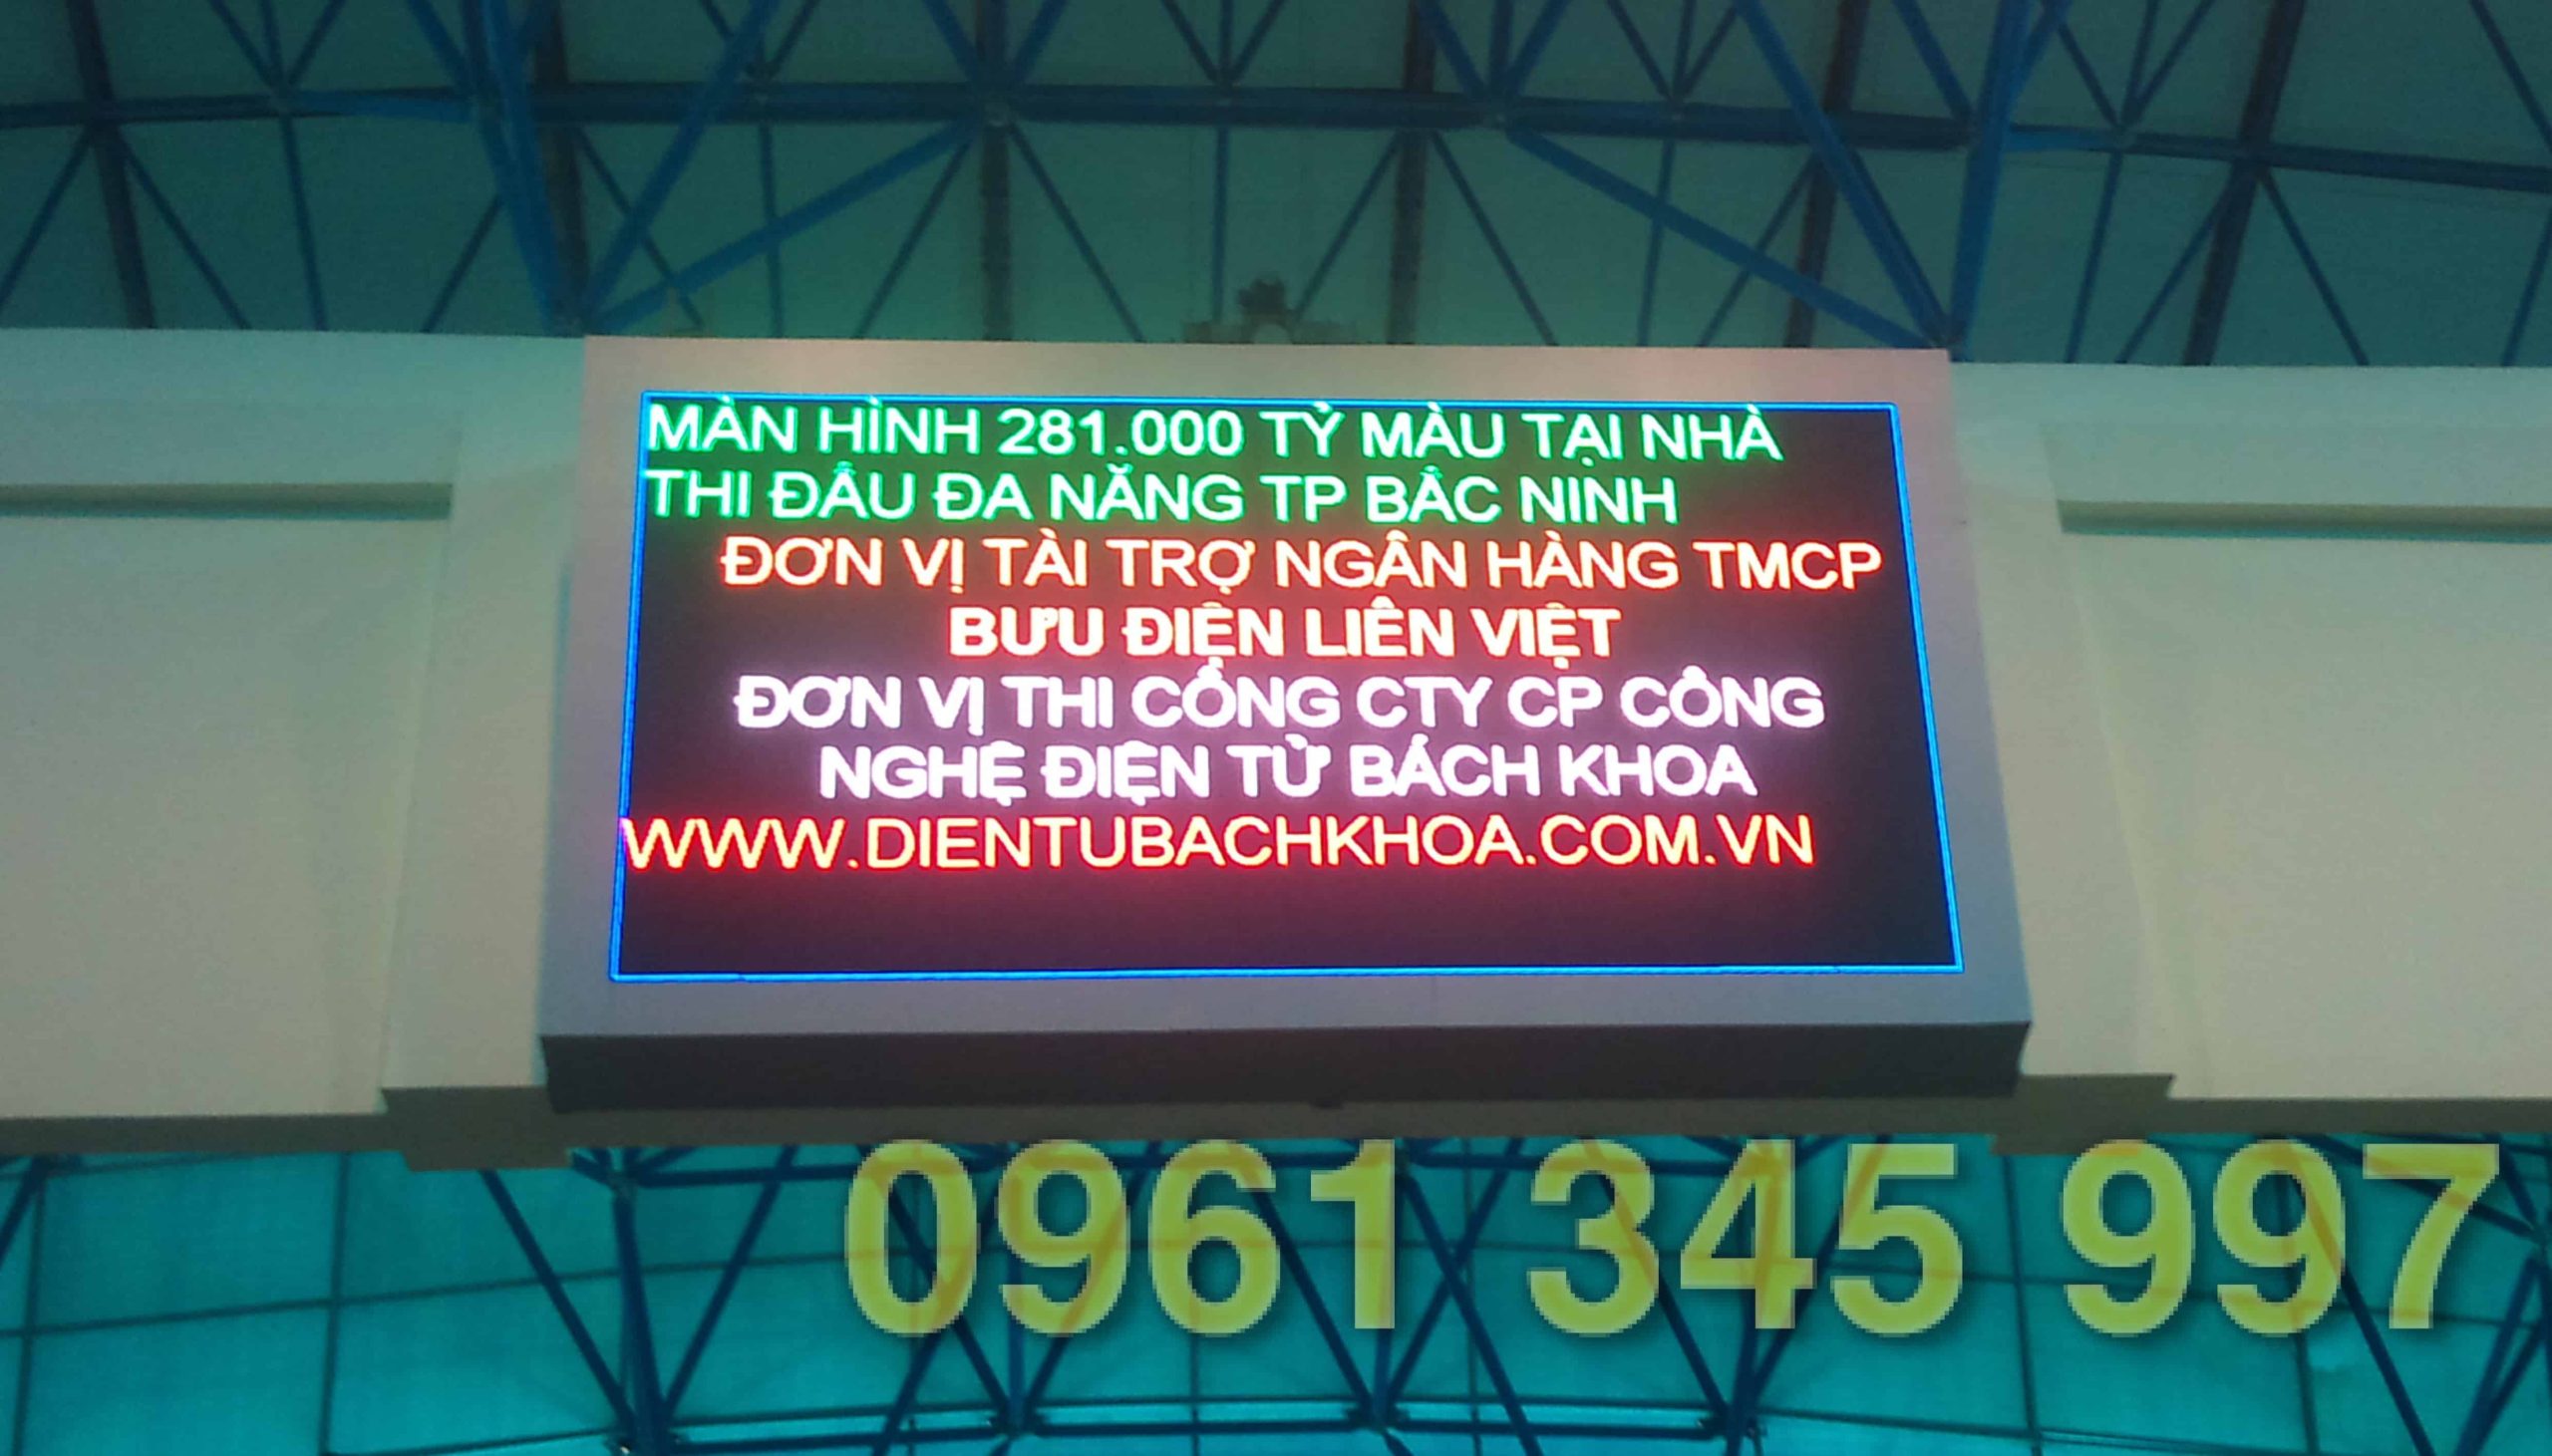 MÀN HÌNH 281.000 TỶ MÀU TẠI NHÀ
THI ĐẤU ĐA NĂNG TP BẮC NINH
ĐƠN VỊ TÀI TRỢ NGÂN HÀNG TMCP
BƯU ĐIỆN LIÊN VIỆT
ĐƠN VỊ THI CÔNG CTY CP CÔNG
NGHỆ ĐIỆN TỬ BÁCH KHOA
WWW.DIENTUBACHKHOA.COM.VN
0961 345 997